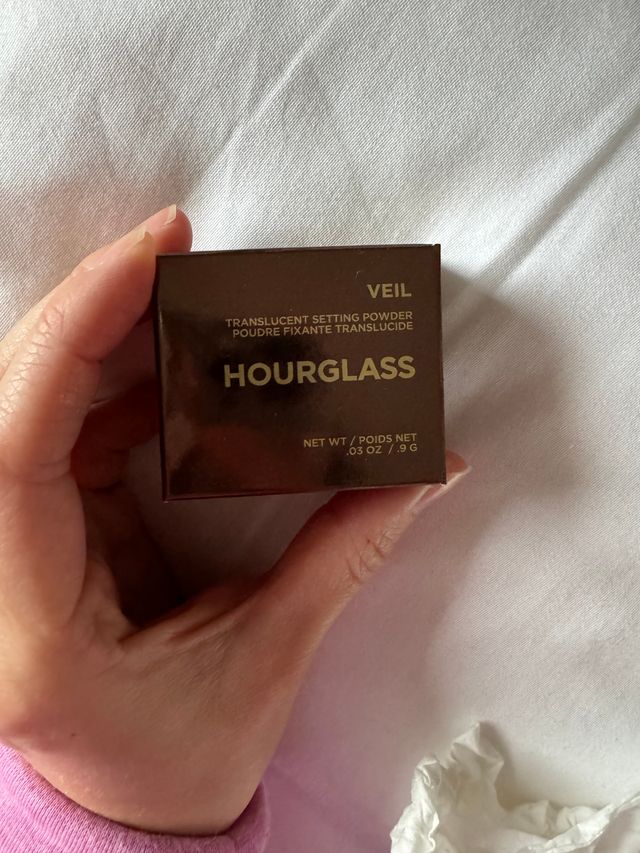 VEIL
TRANSLUCENT SETTING POWDER
POUDRE FIXANTE TRANSLUCIDE
HOURGLASS
NET WT / POIDS NET
.03 OZ / .9 G